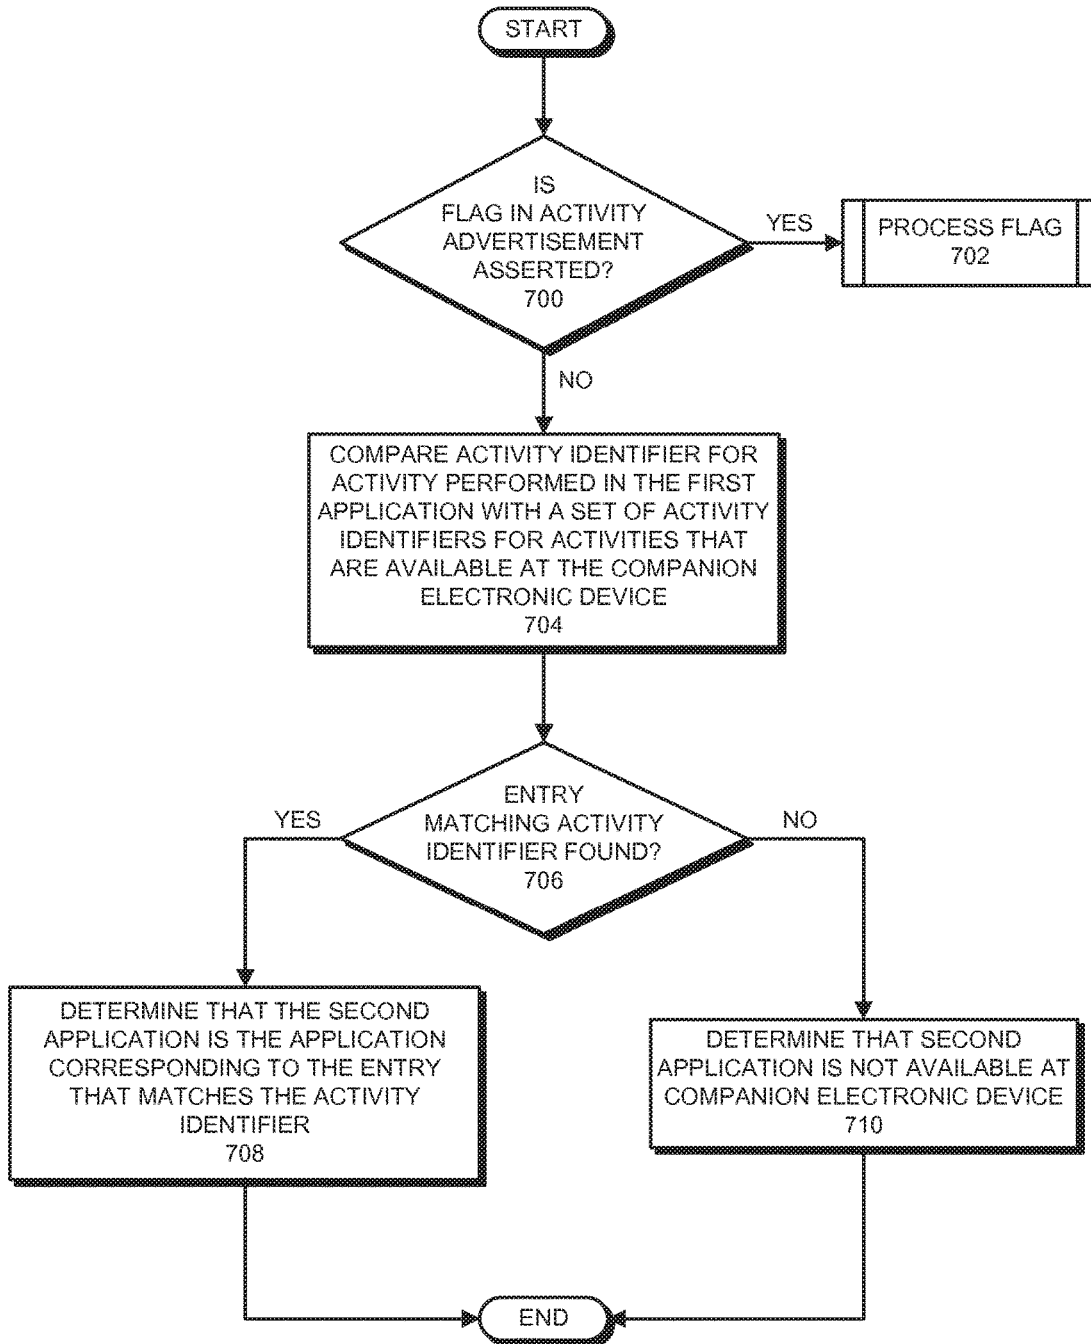 START
IS
FLAG IN ACTIVITY
ADVERTISEMENT
ASSERTED?
700
YES
PROCESS FLAG
702
NO
COMPARE ACTIVITY IDENTIFIER FOR
ACTIVITY PERFORMED IN THE FIRST
APPLICATION WITH A SET OF ACTIVITY
IDENTIFIERS FOR ACTIVITIES THAT
ARE AVAILABLE AT THE COMPANION
ELECTRONIC DEVICE
704
ENTRY
MATCHING ACTIVITY
IDENTIFIER FOUND?
706
YES
NO
DETERMINE THAT THE SECOND
APPLICATION IS THE APPLICATION
CORRESPONDING TO THE ENTRY
THAT MATCHES THE ACTIVITY
IDENTIFIER
708
DETERMINE THAT SECOND
APPLICATION IS NOT AVAILABLE AT
COMPANION ELECTRONIC DEVICE
710
END